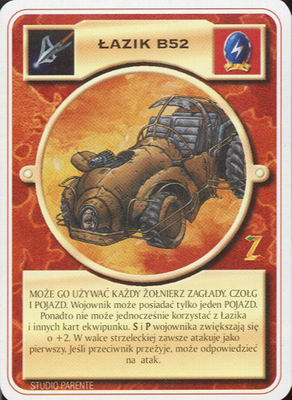 ŁAZIK B52
7
MOŻE GO UŻYWAĆ KAŻDY ŻOŁNIERZ ZAGŁADY. CZOŁG
I POJAZD. Wojownik może posiadać tylko jeden POJAZD.
Ponadto nie może jednocześnie korzystać z Łazika
i innych kart ekwipunku. S i P wojownika zwiększają się
o +2. W walce strzeleckiej zawsze atakuje jako
pierwszy. Jeśli przeciwnik przeżyje, może odpowiedzieć
na atak.
STUDIO PARENTE